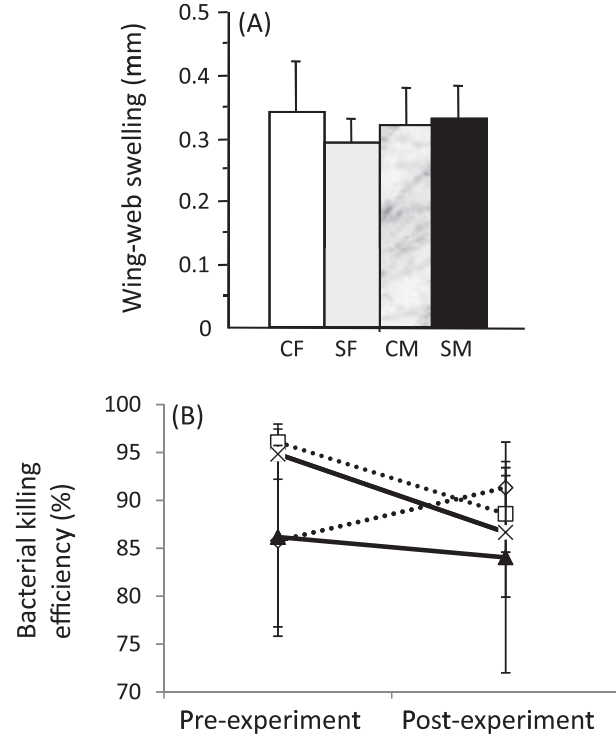 (A)
Wing-web swelling (mm)
0.5
0.4
0.3
0.2
0.1
0
CF SF CM SM
(B)
Bacterial killing
efficiency (%)
100
95
90
85
80
75
70
Pre-experiment Post-experiment